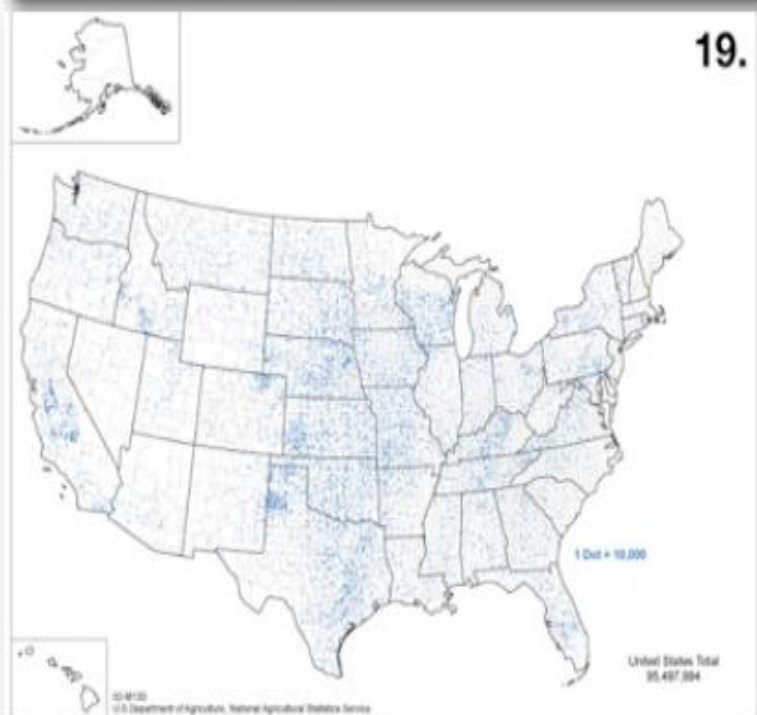 19.
1 Dot = 10,000
United States Total
95,497,994
U.S Department of Agriculture, National Agricultural Statistics Service